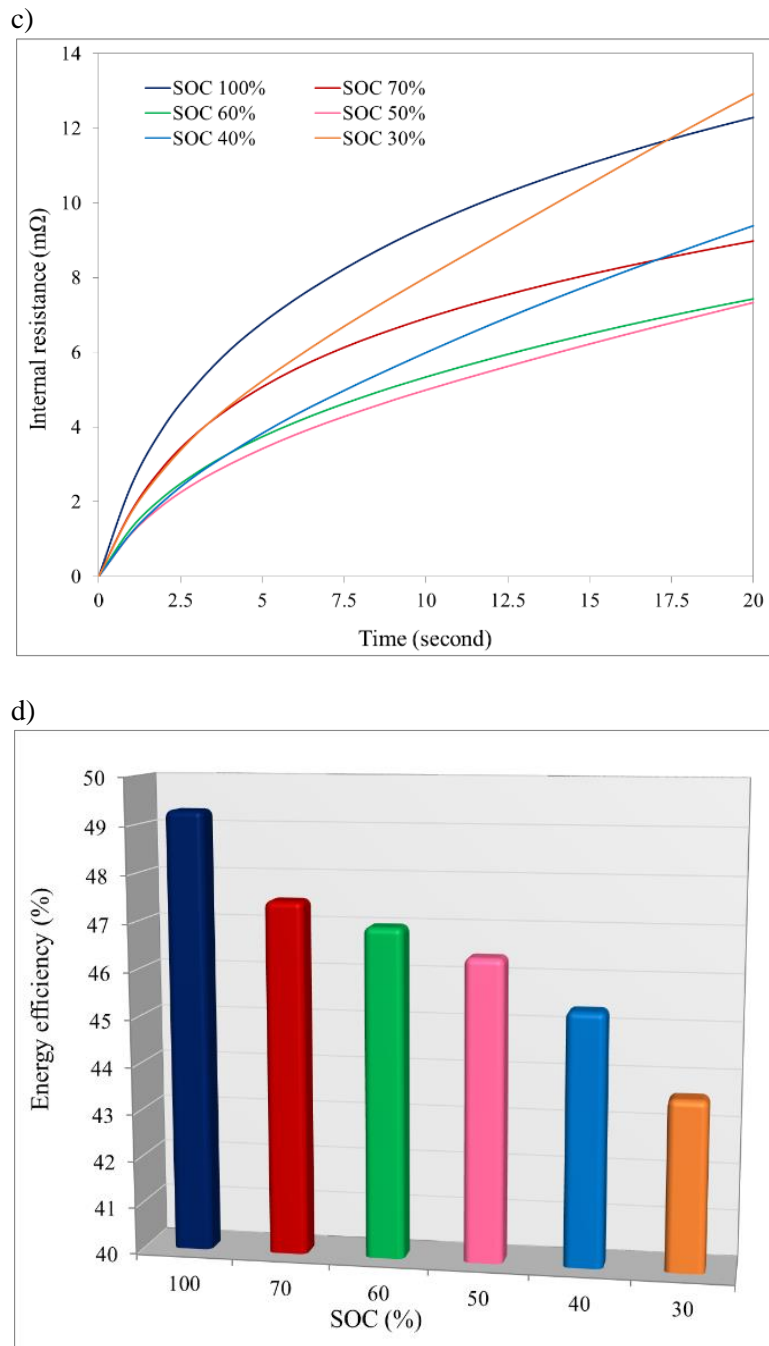 c)
14
12
10
8
6
4
2
0
Internal resistance (mΩ)
SOC 100% SOC 70%
SOC 60% SOC 50%
SOC 40% SOC 30%
0 2.5 5 7.5 10 12.5 15 17.5 20
Time (second)
d)
50
49
48
47
46
45
44
43
42
41
40
Energy efficiency (%)
100 70 60 50 40 30
SOC (%)